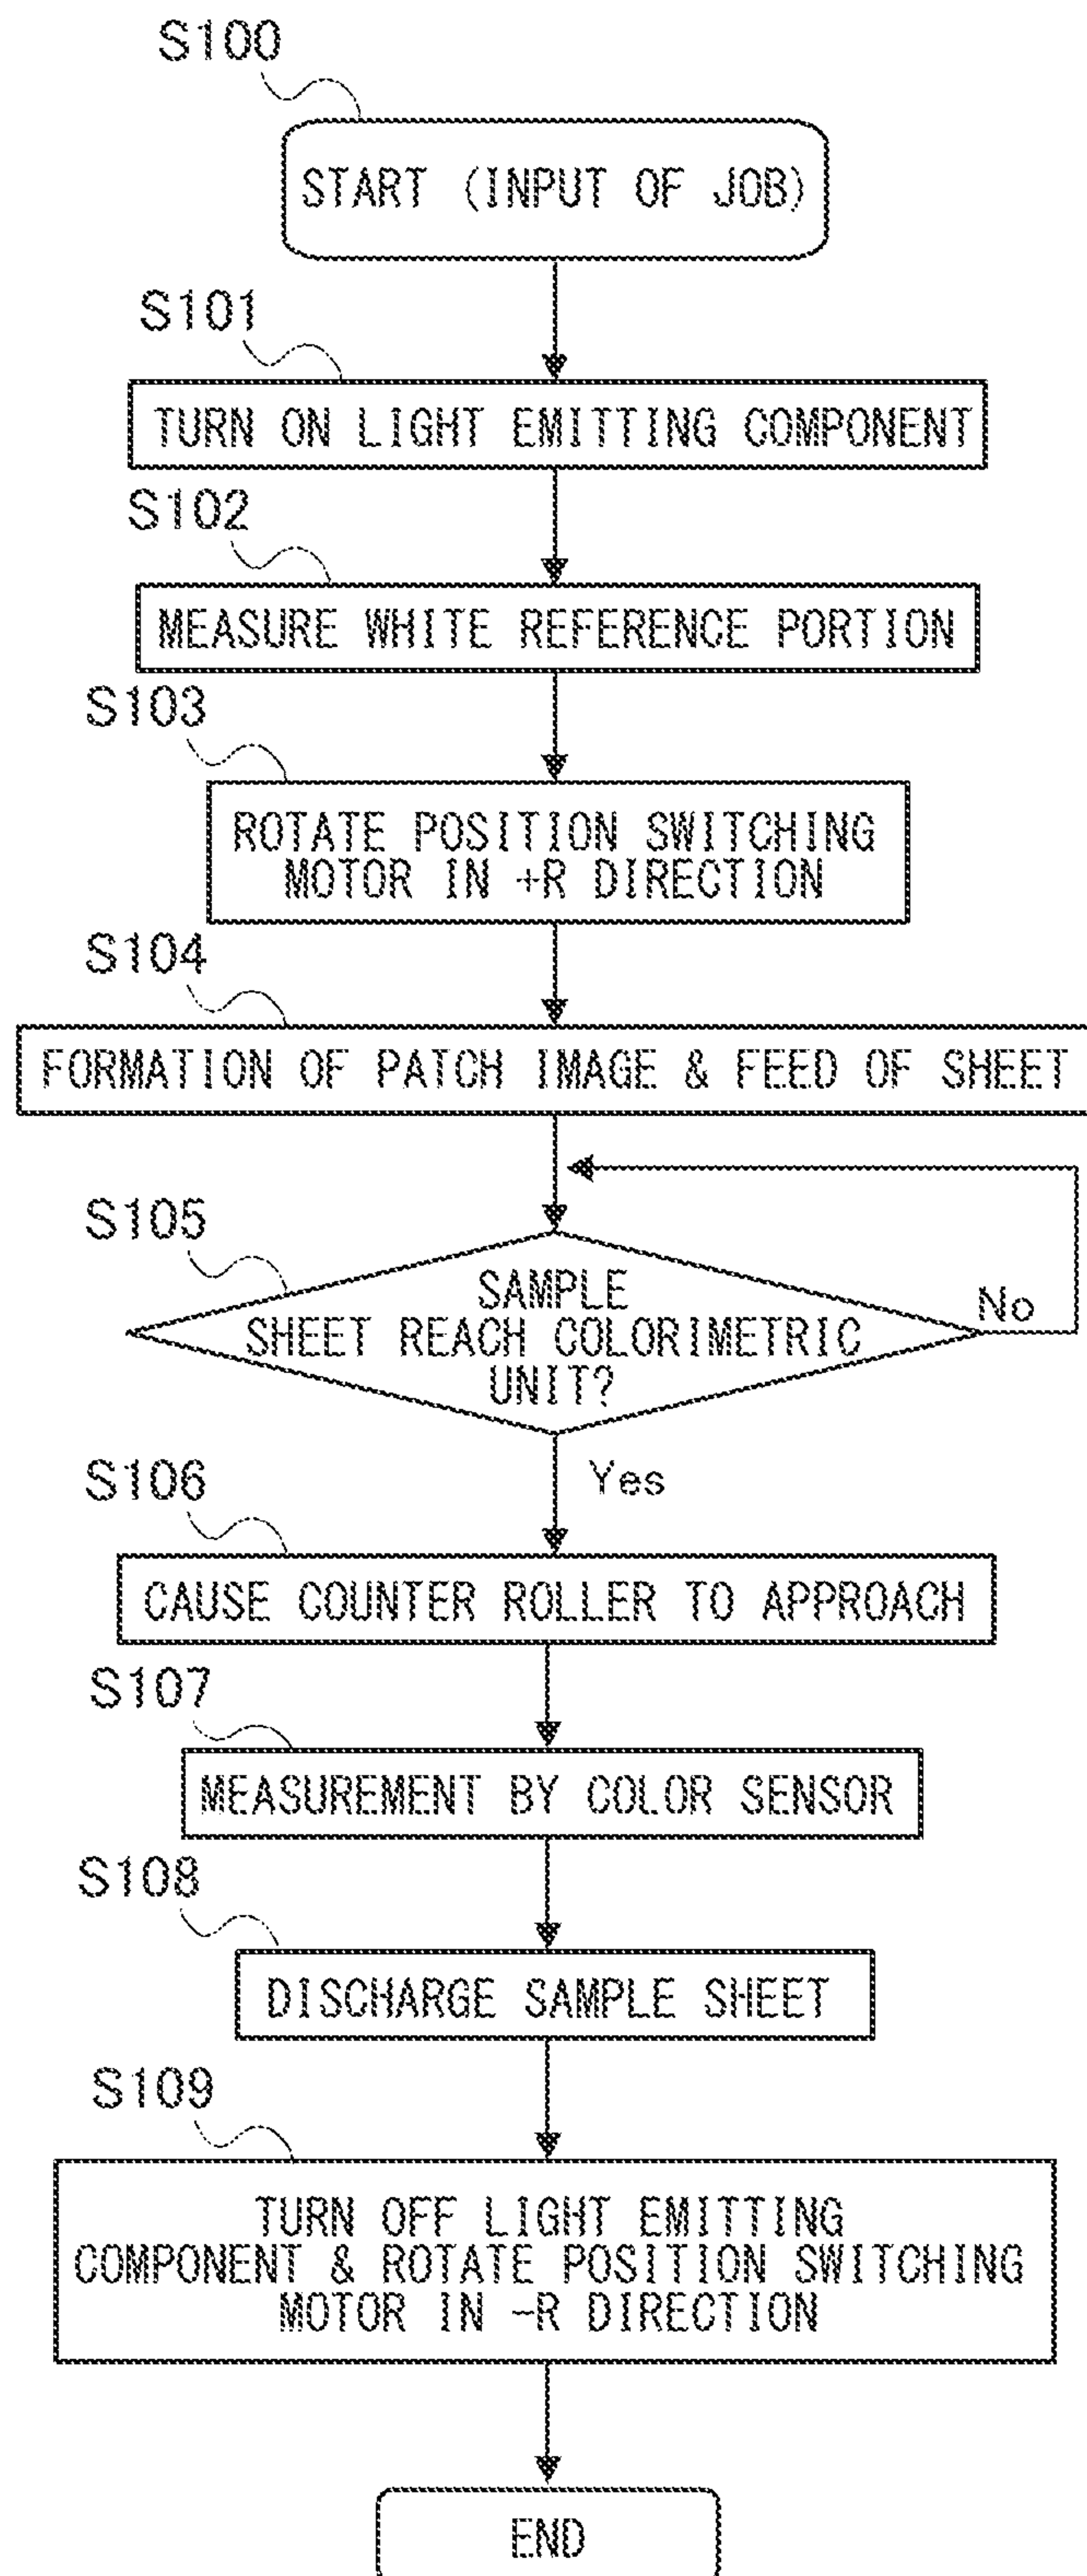 S100
START (INPUT OF JOB)
S101
TURN ON LIGHT EMITTING COMPONENT
S102
MEASURE WHITE REFERENCE PORTION
S103
ROTATE POSITION SWITCHING
MOTOR IN +R DIRECTION
S104
FORMATION OF PATCH IMAGE & FEED OF SHEET
S105
SAMPLE
SHEET REACH COLORIMETRIC
UNIT?
No
Yes
S106
CAUSE COUNTER ROLLER TO APPROACH
S107
MEASUREMENT BY COLOR SENSOR
S108
DISCHARGE SAMPLE SHEET
S109
TURN OFF LIGHT EMITTING
COMPONENT & ROTATE POSITION SWITCHING
MOTOR IN -R DIRECTION
END